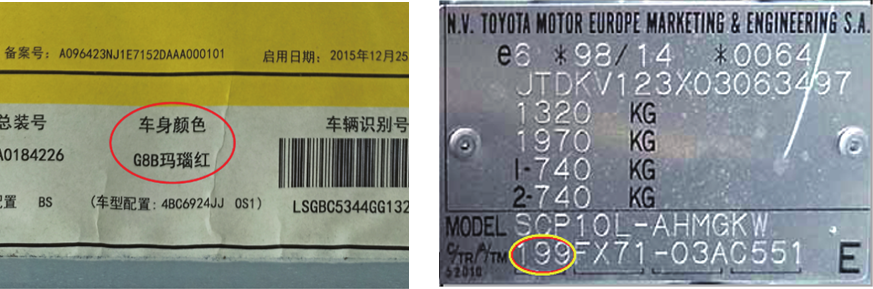 备案号: A096423NJ1E7152DAAA000101
启用日期: 2015年12月25
总装号
车身颜色
车辆识别号
A0184226
G8B玛瑙红
配置 BS
(车型配置: 4BC6924JJ 0S1)
LSGBC5344GG132
N.V. TOYOTA MOTOR EUROPE MARKETING & ENGINEERING S.A.
e6 *98/14 *0064
JTDKV123X03063497
1320 KG
1970 KG
1-740 KG
2-740 KG
MODEL SCP10L-AHMGKW
C/TR A/TM 199FX71-03AC551 E
52010